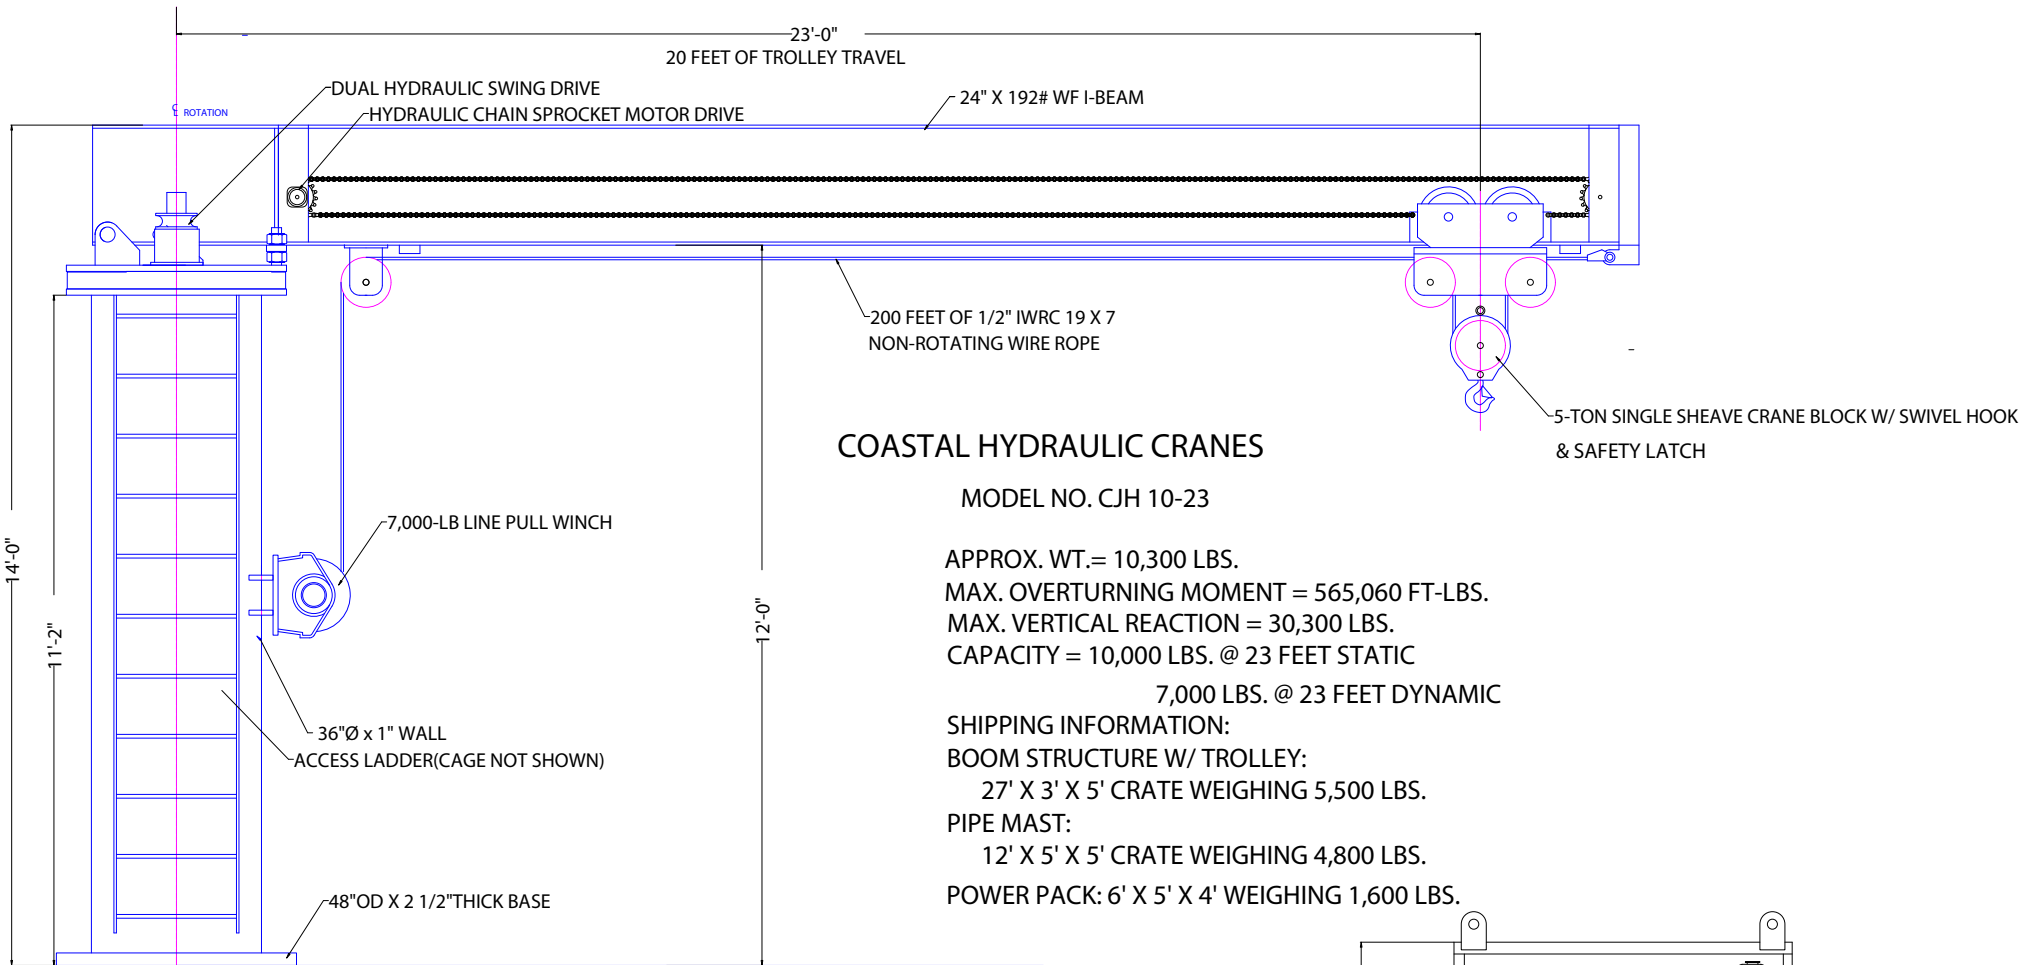 23'-0"
20 FEET OF TROLLEY TRAVEL
DUAL HYDRAULIC SWING DRIVE
24" X 192# WF I-BEAM
℄ ROTATION
HYDRAULIC CHAIN SPROCKET MOTOR DRIVE
200 FEET OF 1/2" IWRC 19 X 7
NON-ROTATING WIRE ROPE
5-TON SINGLE SHEAVE CRANE BLOCK W/ SWIVEL HOOK
& SAFETY LATCH
COASTAL HYDRAULIC CRANES
MODEL NO. CJH 10-23
7,000-LB LINE PULL WINCH
14'-0"
11'-2"
12'-0"
APPROX. WT.= 10,300 LBS.
MAX. OVERTURNING MOMENT = 565,060 FT-LBS.
MAX. VERTICAL REACTION = 30,300 LBS.
CAPACITY = 10,000 LBS. @ 23 FEET STATIC
7,000 LBS. @ 23 FEET DYNAMIC
SHIPPING INFORMATION:
BOOM STRUCTURE W/ TROLLEY:
27' X 3' X 5' CRATE WEIGHING 5,500 LBS.
PIPE MAST:
12' X 5' X 5' CRATE WEIGHING 4,800 LBS.
POWER PACK: 6' X 5' X 4' WEIGHING 1,600 LBS.
36"Ø x 1" WALL
ACCESS LADDER(CAGE NOT SHOWN)
48"OD X 2 1/2"THICK BASE